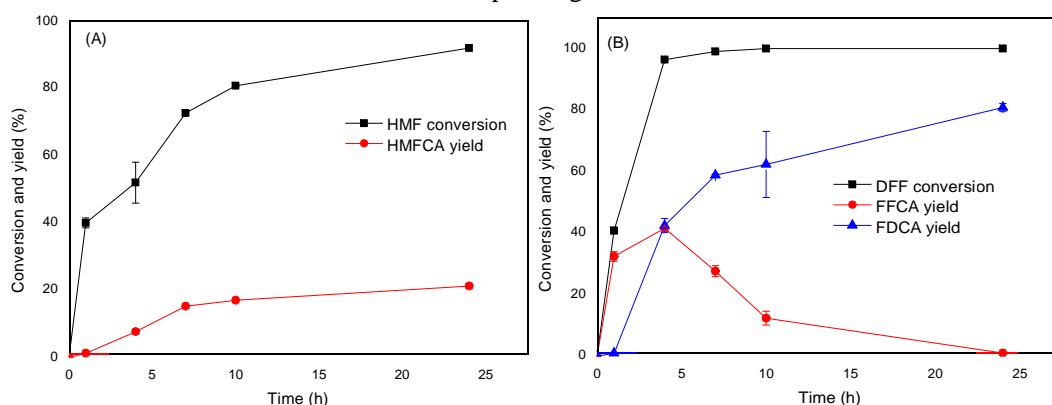 (A)
100
80
60
40
20
0
Conversion and yield (%)
HMF conversion
HMFCA yield
0 5 10 15 20 25
Time (h)
(B)
100
80
60
40
20
0
Conversion and yield (%)
DFF conversion
FFCA yield
FDCA yield
0 5 10 15 20 25
Time (h)